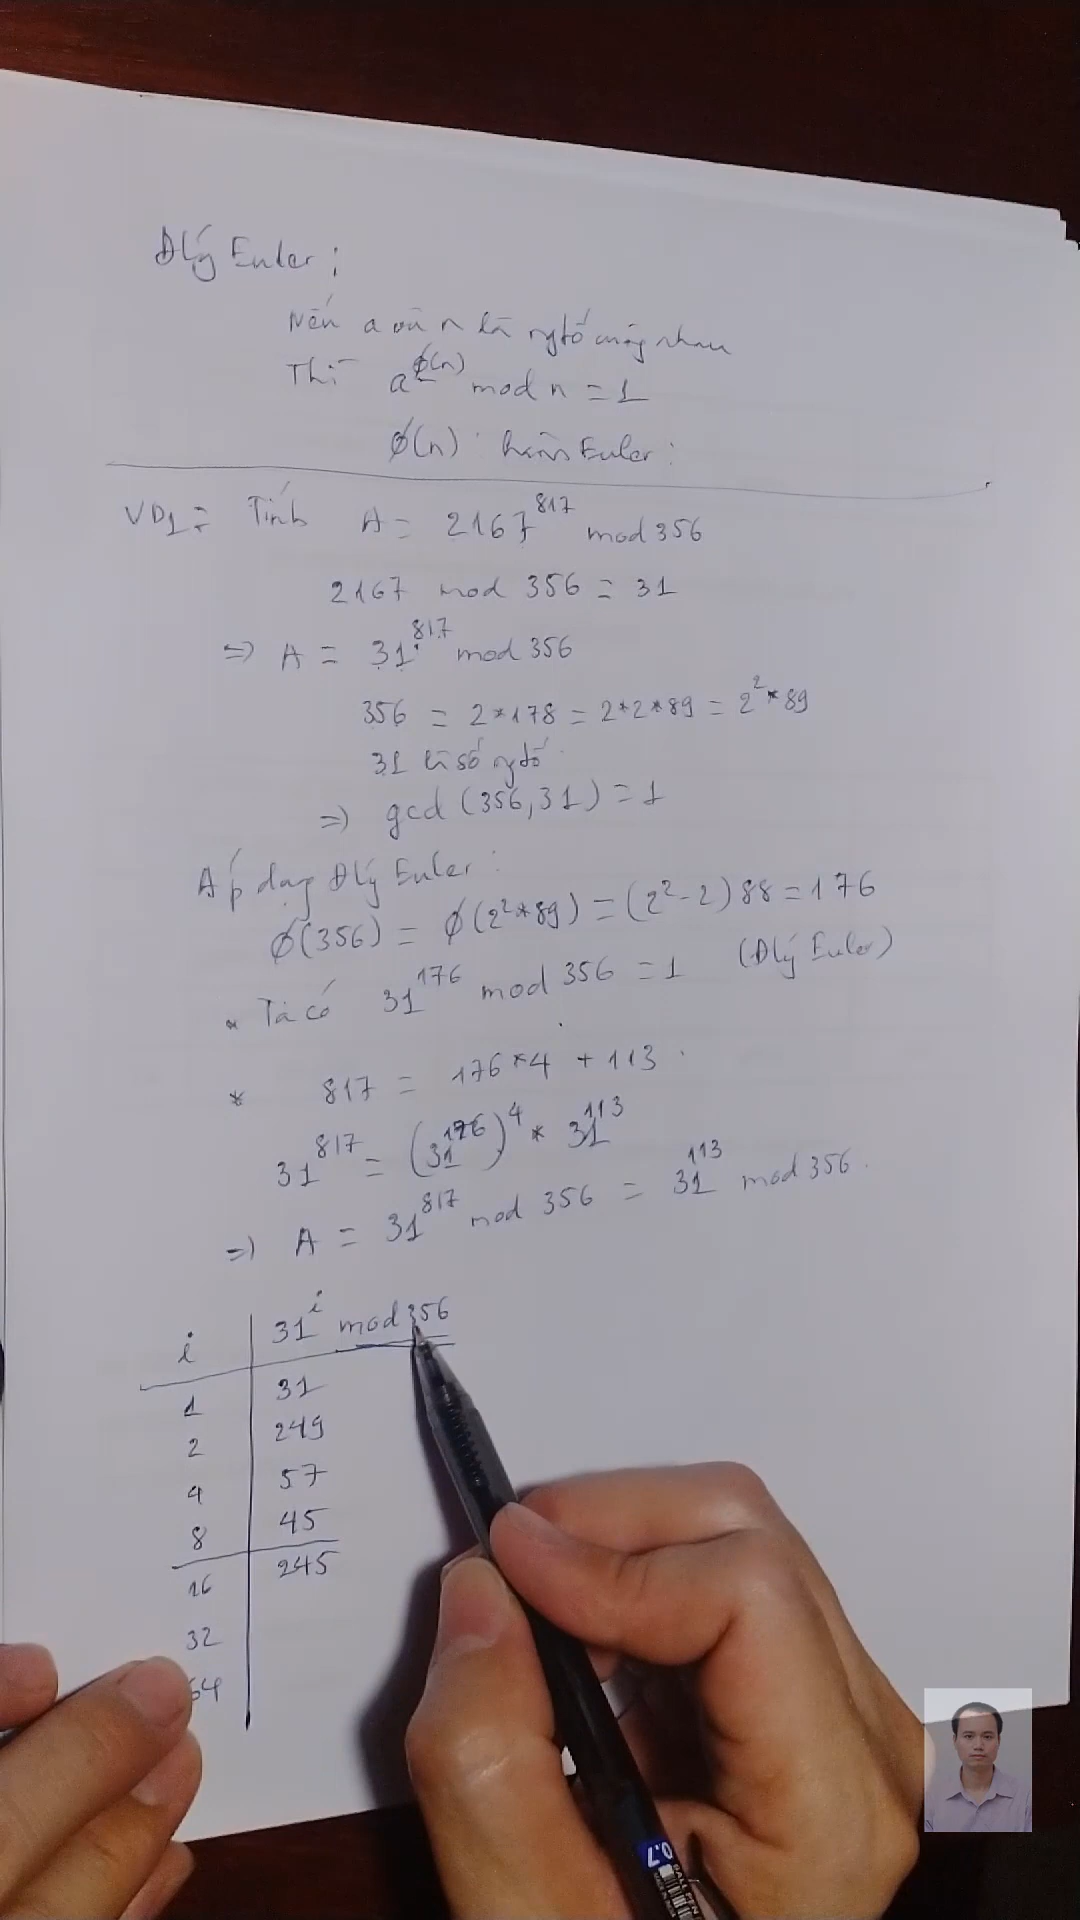 Đlý Euler:
Nếu a và n là ngtố cùng nhau
Thì a^φ(n) mod n = 1
φ(n): hàm Euler:
VD1: Tính A = 2167^817 mod 356
2167 mod 356 = 31
=> A = 31^817 mod 356
356 = 2*178 = 2*2*89 = 2^2*89
31 là số ngtố.
=> gcd (356,31) = 1
Áp dụng Đlý Euler:
φ(356) = φ(2^2*89) = (2^2-2)88 = 176
* Ta có 31^176 mod 356 = 1 (Đlý Euler)
* 817 = 176*4 + 113.
31^817 = (31^176)^4 * 31^113
=> A = 31^817 mod 356 = 31^113 mod 356.
i 31^i mod 356
1 31
2 249
4 57
8 45
16 245
32
64
0.7